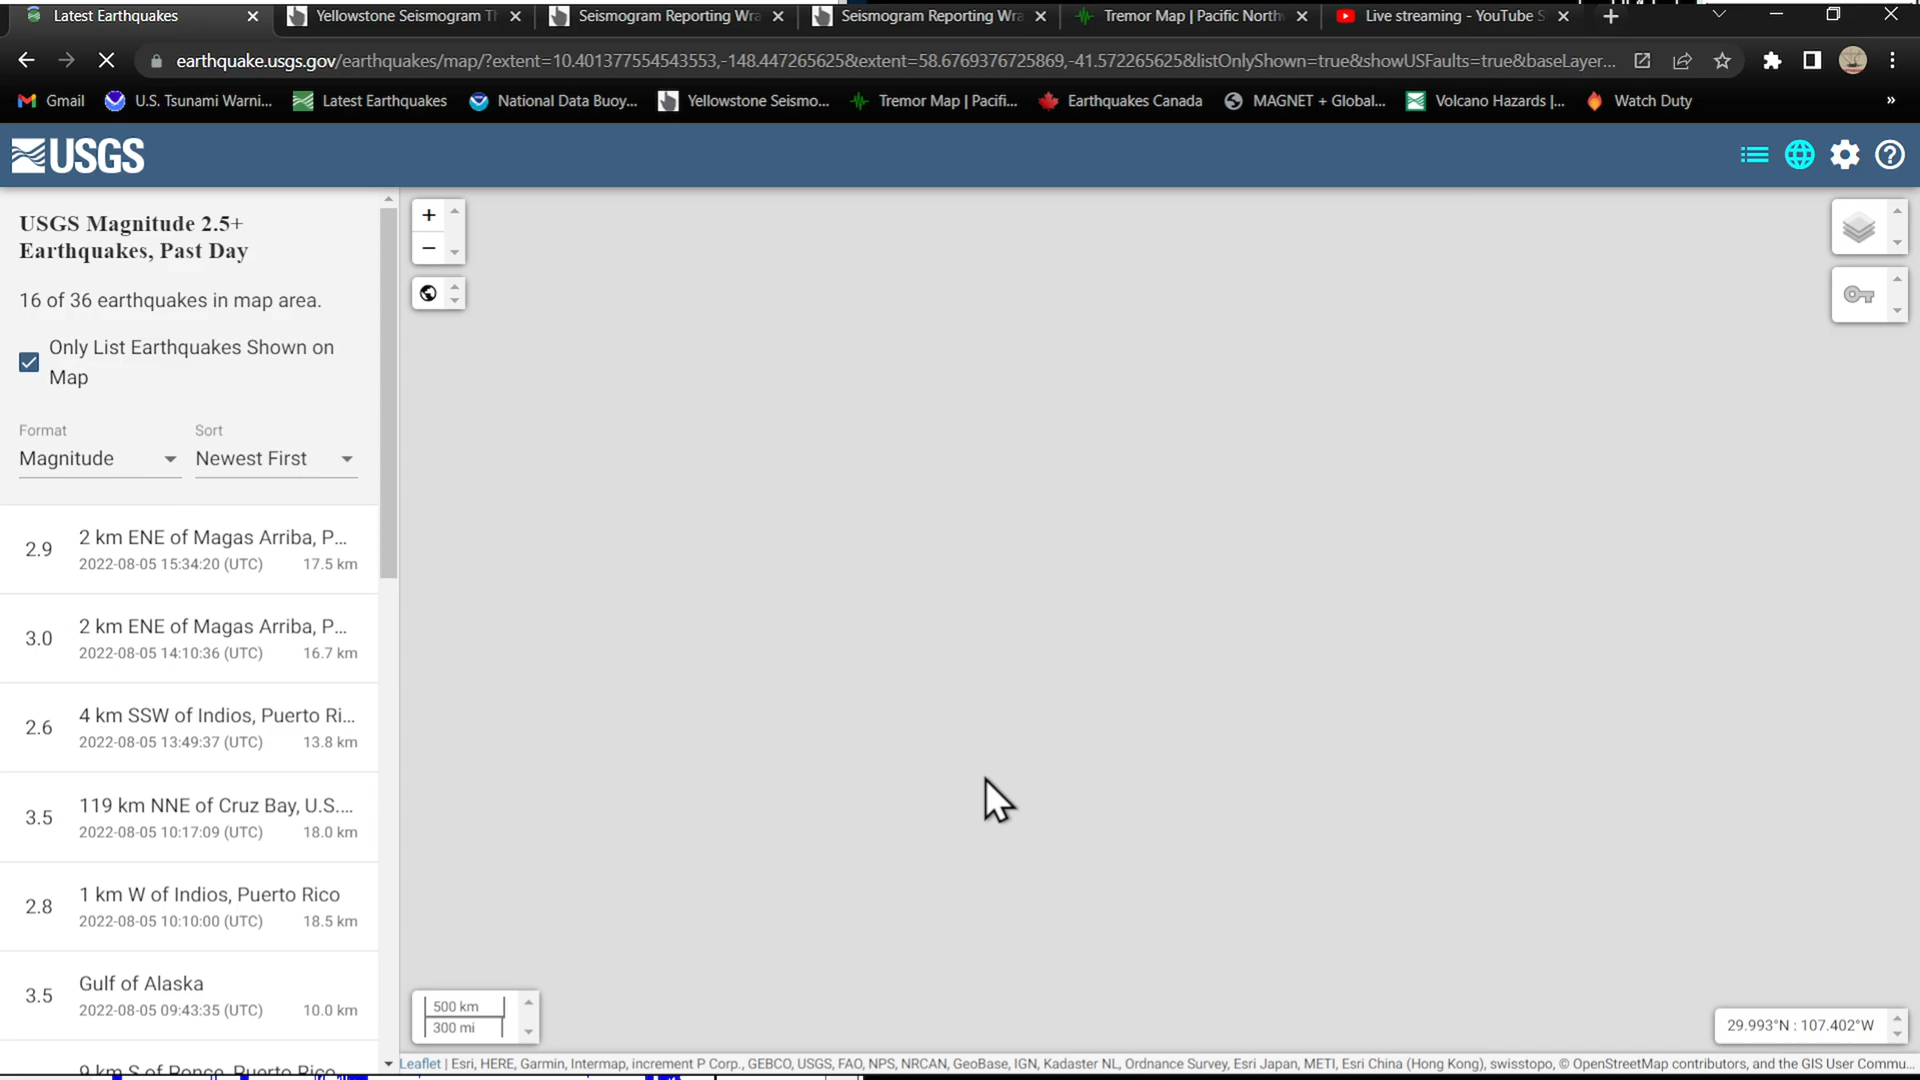 Latest Earthquakes
Yellowstone Seismogram
Seismogram Reporting Wra
Seismogram Reporting Wra
Tremor Map | Pacific North
Live streaming - YouTube S
earthquake.usgs.gov/earthquakes/map/?extent=10.401377554543553,-148.447265625&extent=58.6769376725869,-41.572265625&listOnlyShown=true&showUSFaults=true&baseLayer...
Gmail
U.S. Tsunami Warni...
Latest Earthquakes
National Data Buoy...
Yellowstone Seismo...
Tremor Map | Pacifi...
Earthquakes Canada
MAGNET + Global...
Volcano Hazards |...
Watch Duty
»
USGS
USGS Magnitude 2.5+
Earthquakes, Past Day
16 of 36 earthquakes in map area.
Only List Earthquakes Shown on
Map
Format
Sort
Magnitude
Newest First
2.9
2 km ENE of Magas Arriba, P...
2022-08-05 15:34:20 (UTC) 17.5 km
3.0
2 km ENE of Magas Arriba, P...
2022-08-05 14:10:36 (UTC) 16.7 km
2.6
4 km SSW of Indios, Puerto Ri...
2022-08-05 13:49:37 (UTC) 13.8 km
3.5
119 km NNE of Cruz Bay, U.S....
2022-08-05 10:17:09 (UTC) 18.0 km
2.8
1 km W of Indios, Puerto Rico
2022-08-05 10:10:00 (UTC) 18.5 km
3.5
Gulf of Alaska
2022-08-05 09:43:35 (UTC) 10.0 km
9 km S of Ponce, Puerto Rico
+
−
500 km
300 mi
29.993°N : 107.402°W
Leaflet | Esri, HERE, Garmin, Intermap, increment P Corp., GEBCO, USGS, FAO, NPS, NRCAN, GeoBase, IGN, Kadaster NL, Ordnance Survey, Esri Japan, METI, Esri China (Hong Kong), swisstopo, © OpenStreetMap contributors, and the GIS User Commu...